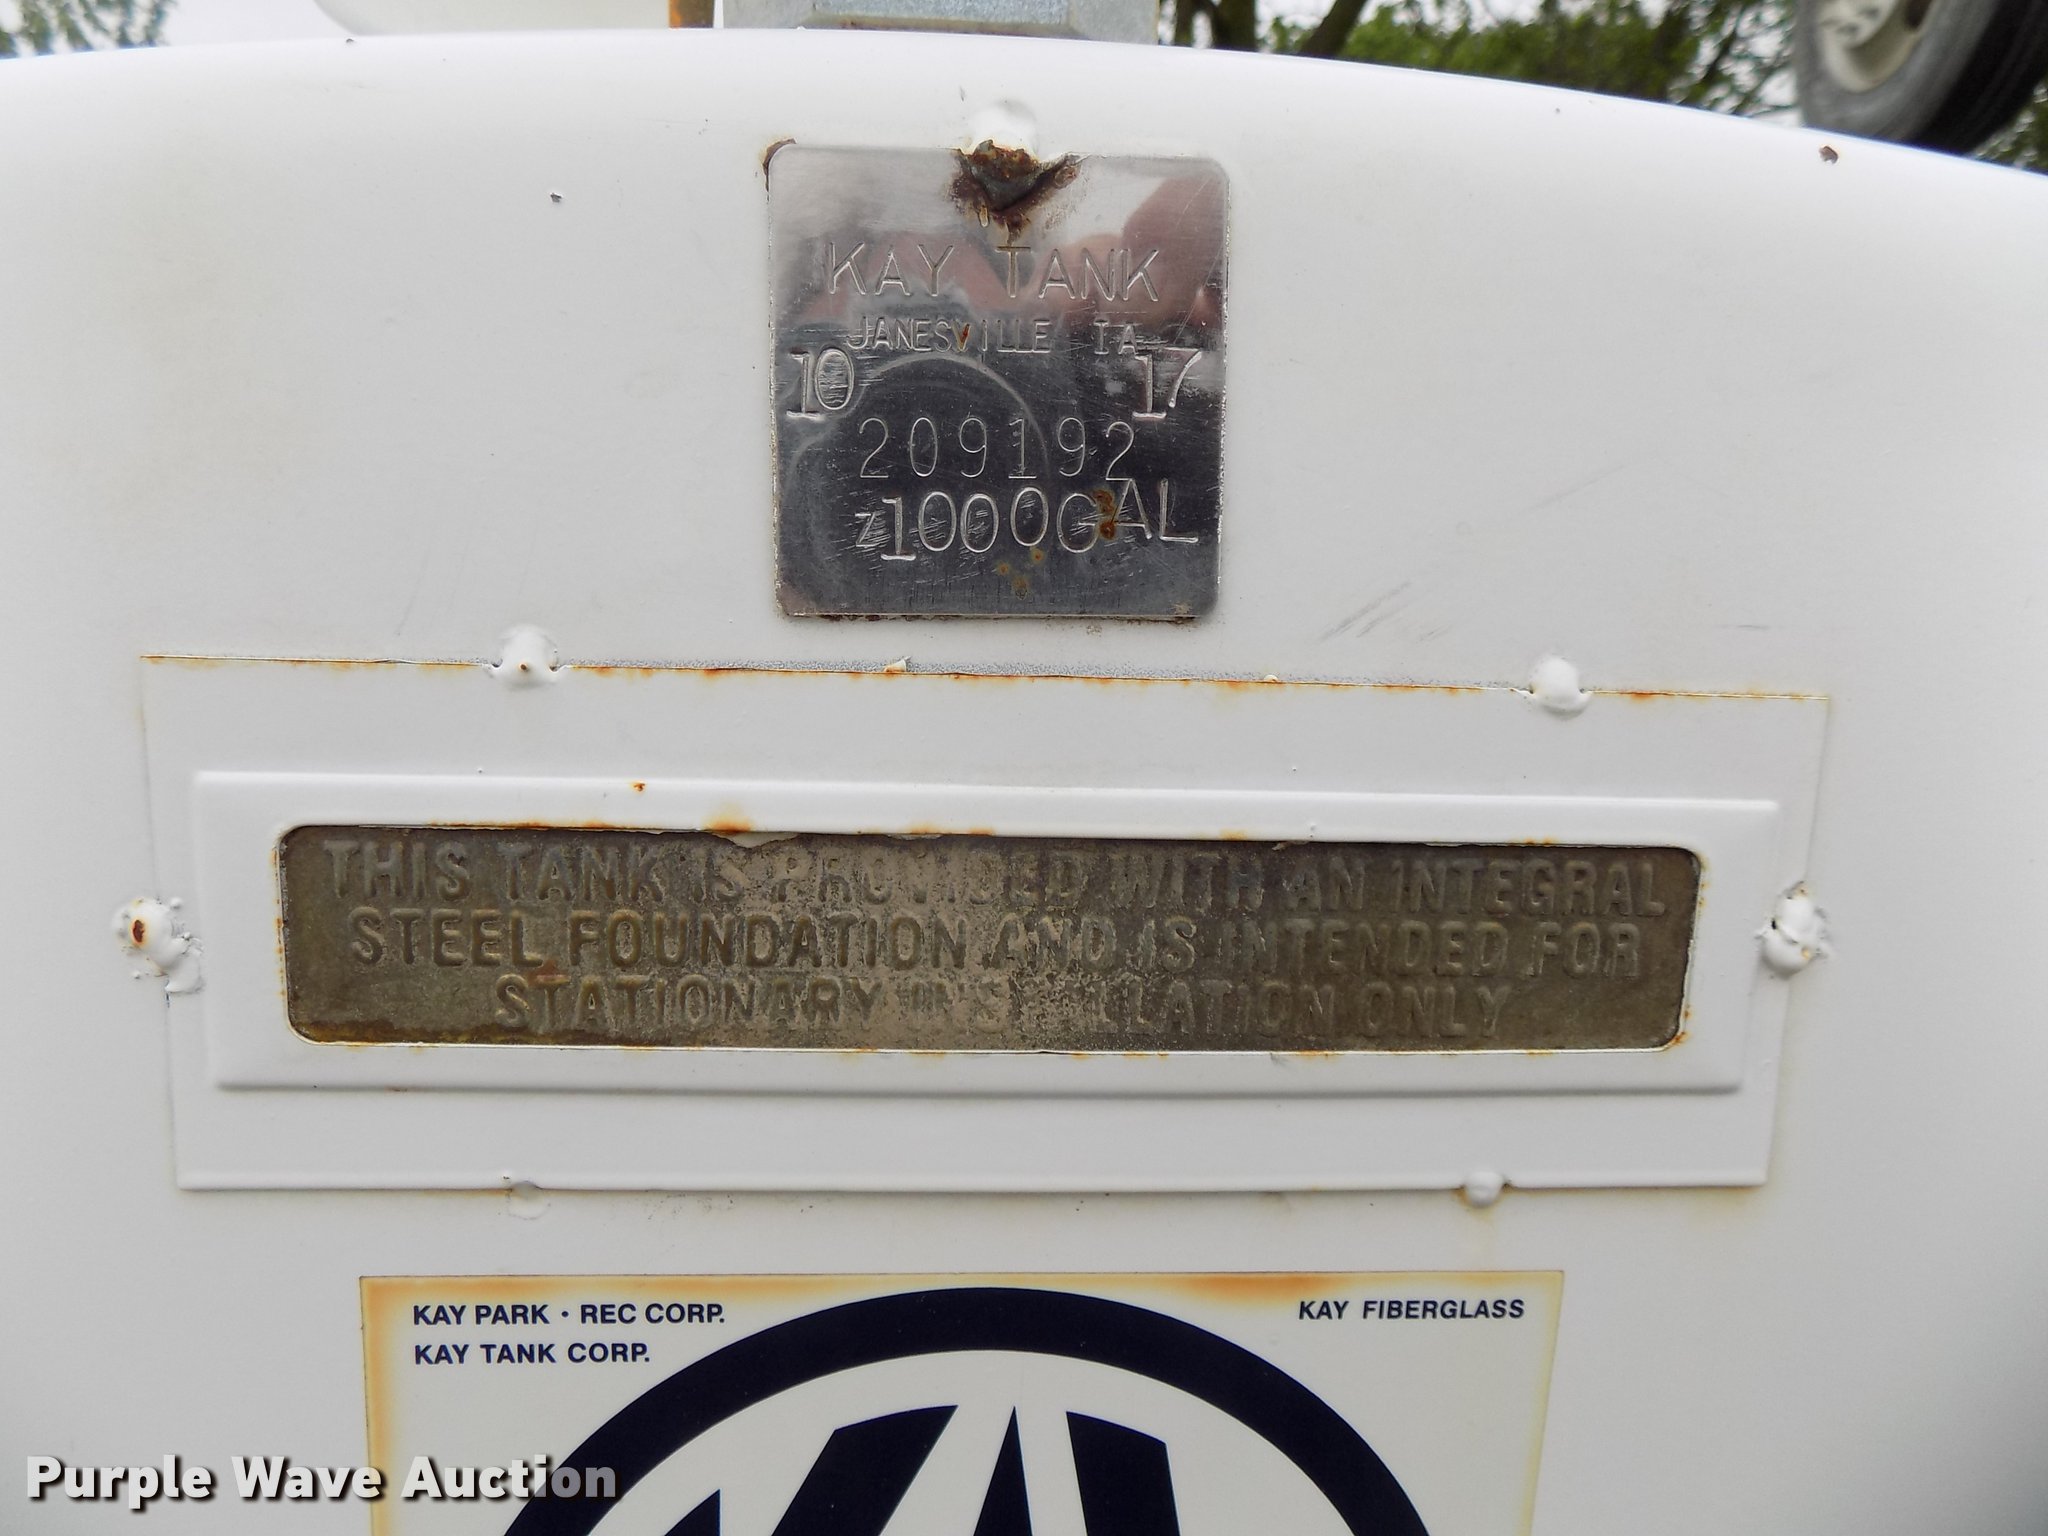 KAY TANK
JANESVILLE IA
10 17
209192
z1000GAL
THIS TANK IS PROVIDED WITH AN INTEGRAL
STEEL FOUNDATION AND IS INTENDED FOR
STATIONARY INSTALLATION ONLY
KAY PARK · REC CORP.
KAY FIBERGLASS
KAY TANK CORP.
Purple Wave Auction